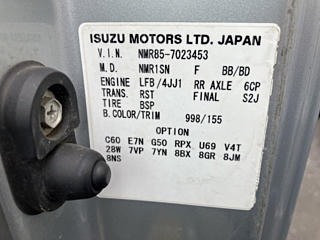 ISUZU MOTORS LTD. JAPAN
V.I.N. NMR85-7023453
M.D. NMR1SN F BB/BD
ENGINE LFB/4JJ1 RR AXLE 6CP
TRANS. RST FINAL S2J
TIRE BSP
B.COLOR/TRIM 998/155
OPTION
C60 E7N G50 RPX U69 V4T
28W 7VP 7YN 8BX 8GR 8JM
8NS